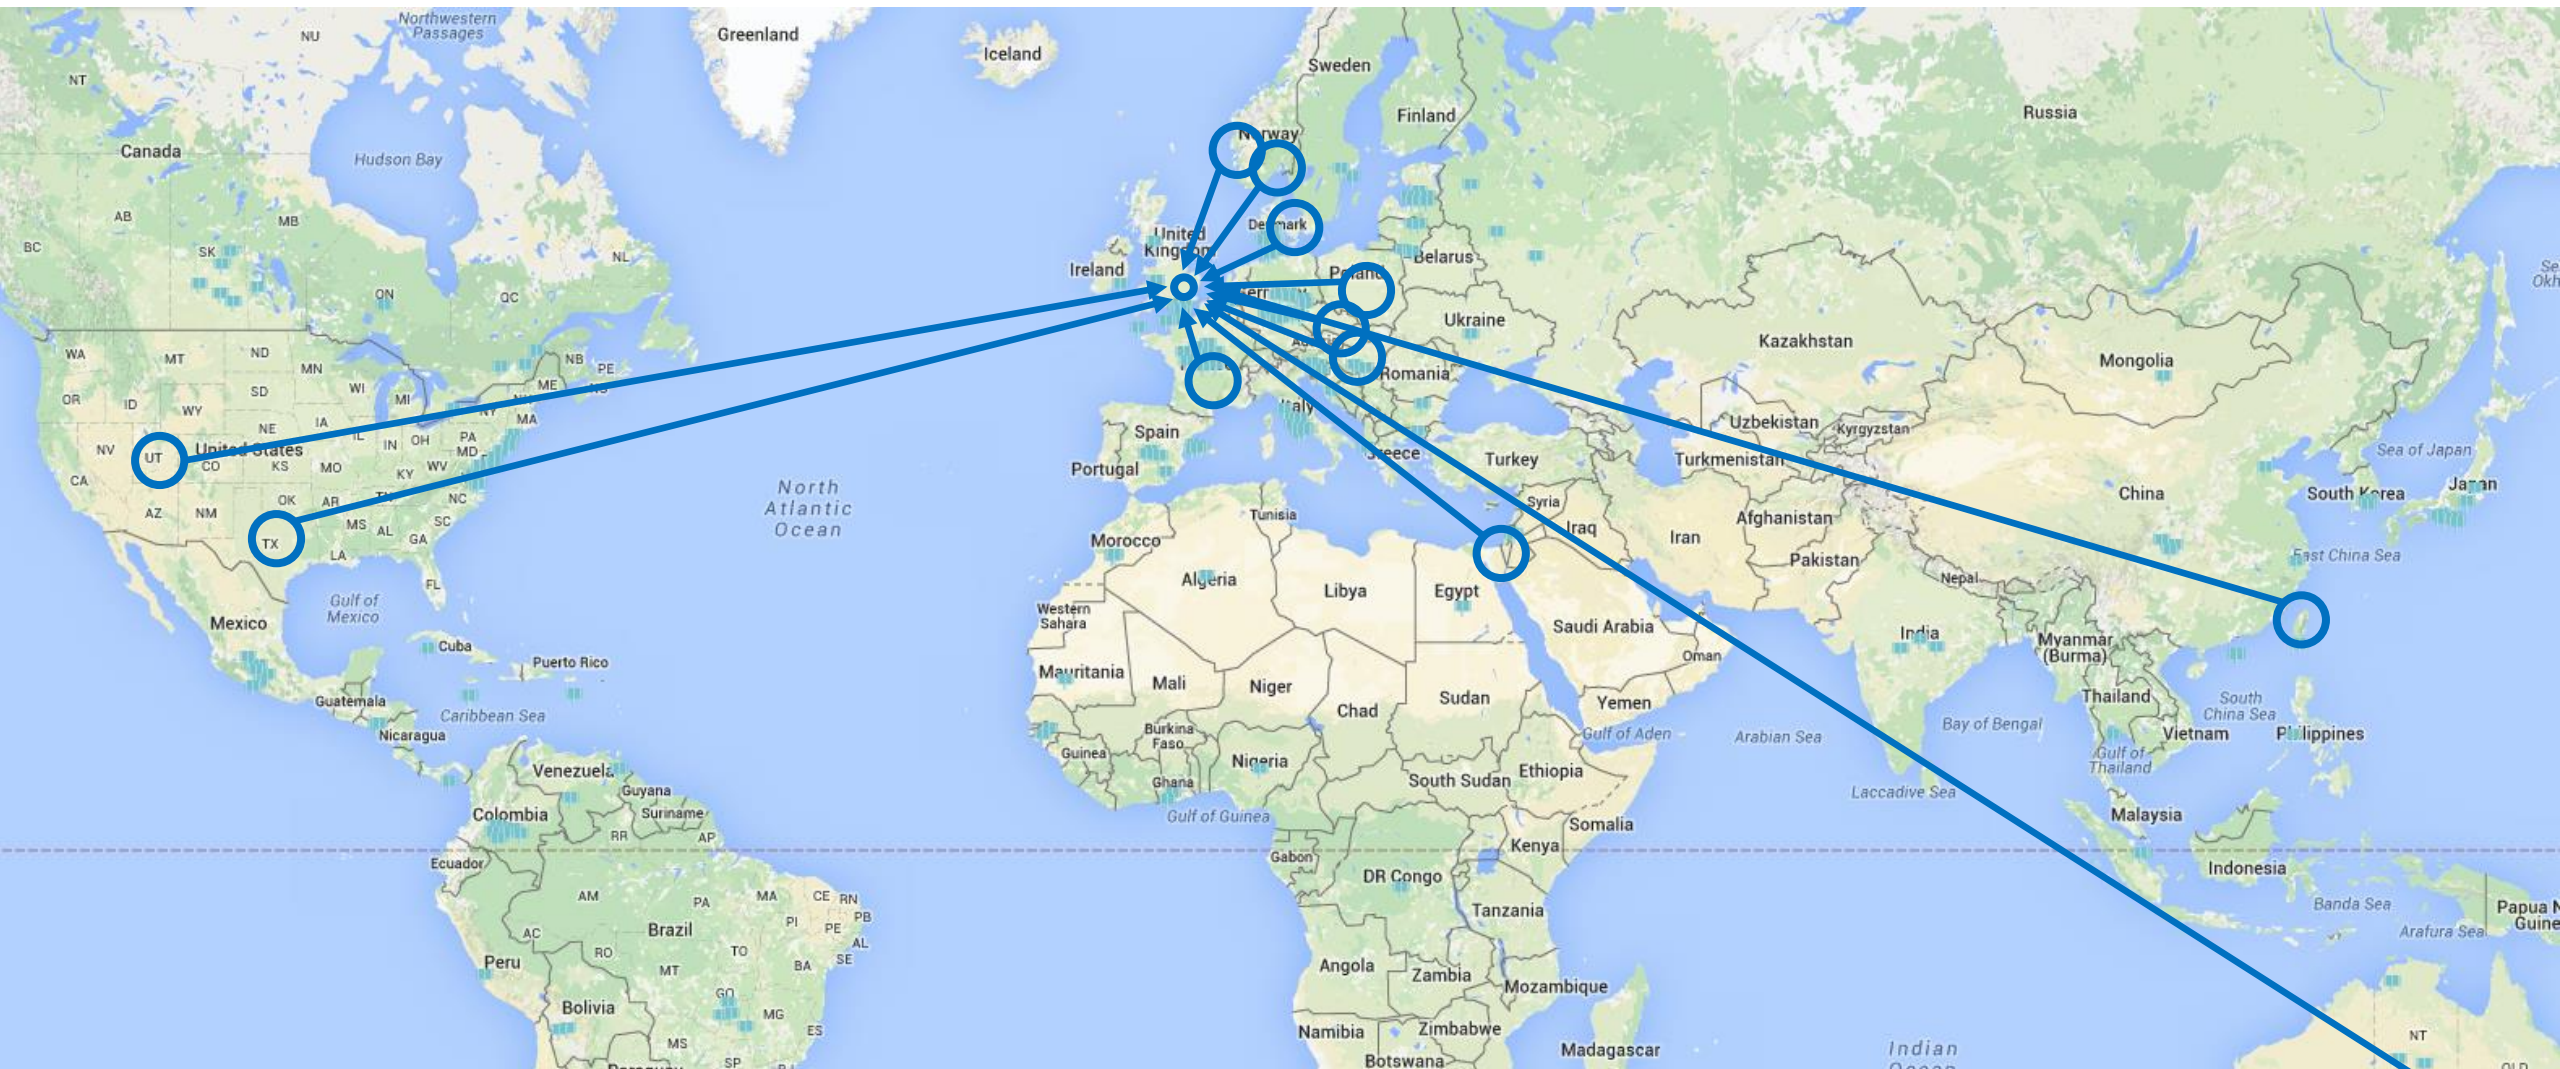 Northwestern
Passages
NU
Greenland
Iceland
Sweden
Finland
Russia
NT
Canada
Hudson Bay
Norway
AB
MB
BC
SK
NL
ON
QC
United
Kingdom
Ireland
Denmark
Poland
Belarus
Ukraine
Romania
Kazakhstan
Mongolia
WA
MT
ND
MN
NB
PE
OR
ID
WY
SD
WI
MI
ME
NY
MA
NV
UT
United States
NE
IA
IL
IN
OH
PA
MD
CO
KS
MO
KY
WV
CA
AZ
NM
OK
AR
TN
NC
TX
MS
AL
GA
SC
LA
FL
North
Atlantic
Ocean
Spain
Portugal
Italy
Greece
Turkey
Uzbekistan
Kyrgyzstan
Turkmenistan
Sea of Japan
China
South Korea
Japan
East China Sea
Tunisia
Syria
Iraq
Iran
Afghanistan
Pakistan
Nepal
Morocco
Algeria
Libya
Egypt
Western
Sahara
Saudi Arabia
Oman
India
Myanmar
(Burma)
Gulf of
Mexico
Mexico
Cuba
Puerto Rico
Guatemala
Caribbean Sea
Nicaragua
Mauritania
Mali
Niger
Chad
Sudan
Yemen
Gulf of Aden
Arabian Sea
Bay of Bengal
Thailand
South
China Sea
Vietnam
Philippines
Gulf of
Thailand
Burkina
Faso
Guinea
Ghana
Nigeria
South Sudan
Ethiopia
Laccadive Sea
Malaysia
Venezuela
Guyana
Suriname
Colombia
Gulf of Guinea
Somalia
Kenya
Gabon
DR Congo
Indonesia
RR
AP
Ecuador
AM
PA
MA
CE
RN
PB
PI
PE
AL
Brazil
AC
RO
TO
SE
BA
MT
Peru
Tanzania
Banda Sea
Papua N
Guine
Arafura Sea
Angola
Zambia
Mozambique
GO
Bolivia
MG
ES
MS
SP
Namibia
Zimbabwe
Botswana
Madagascar
Indian
NT